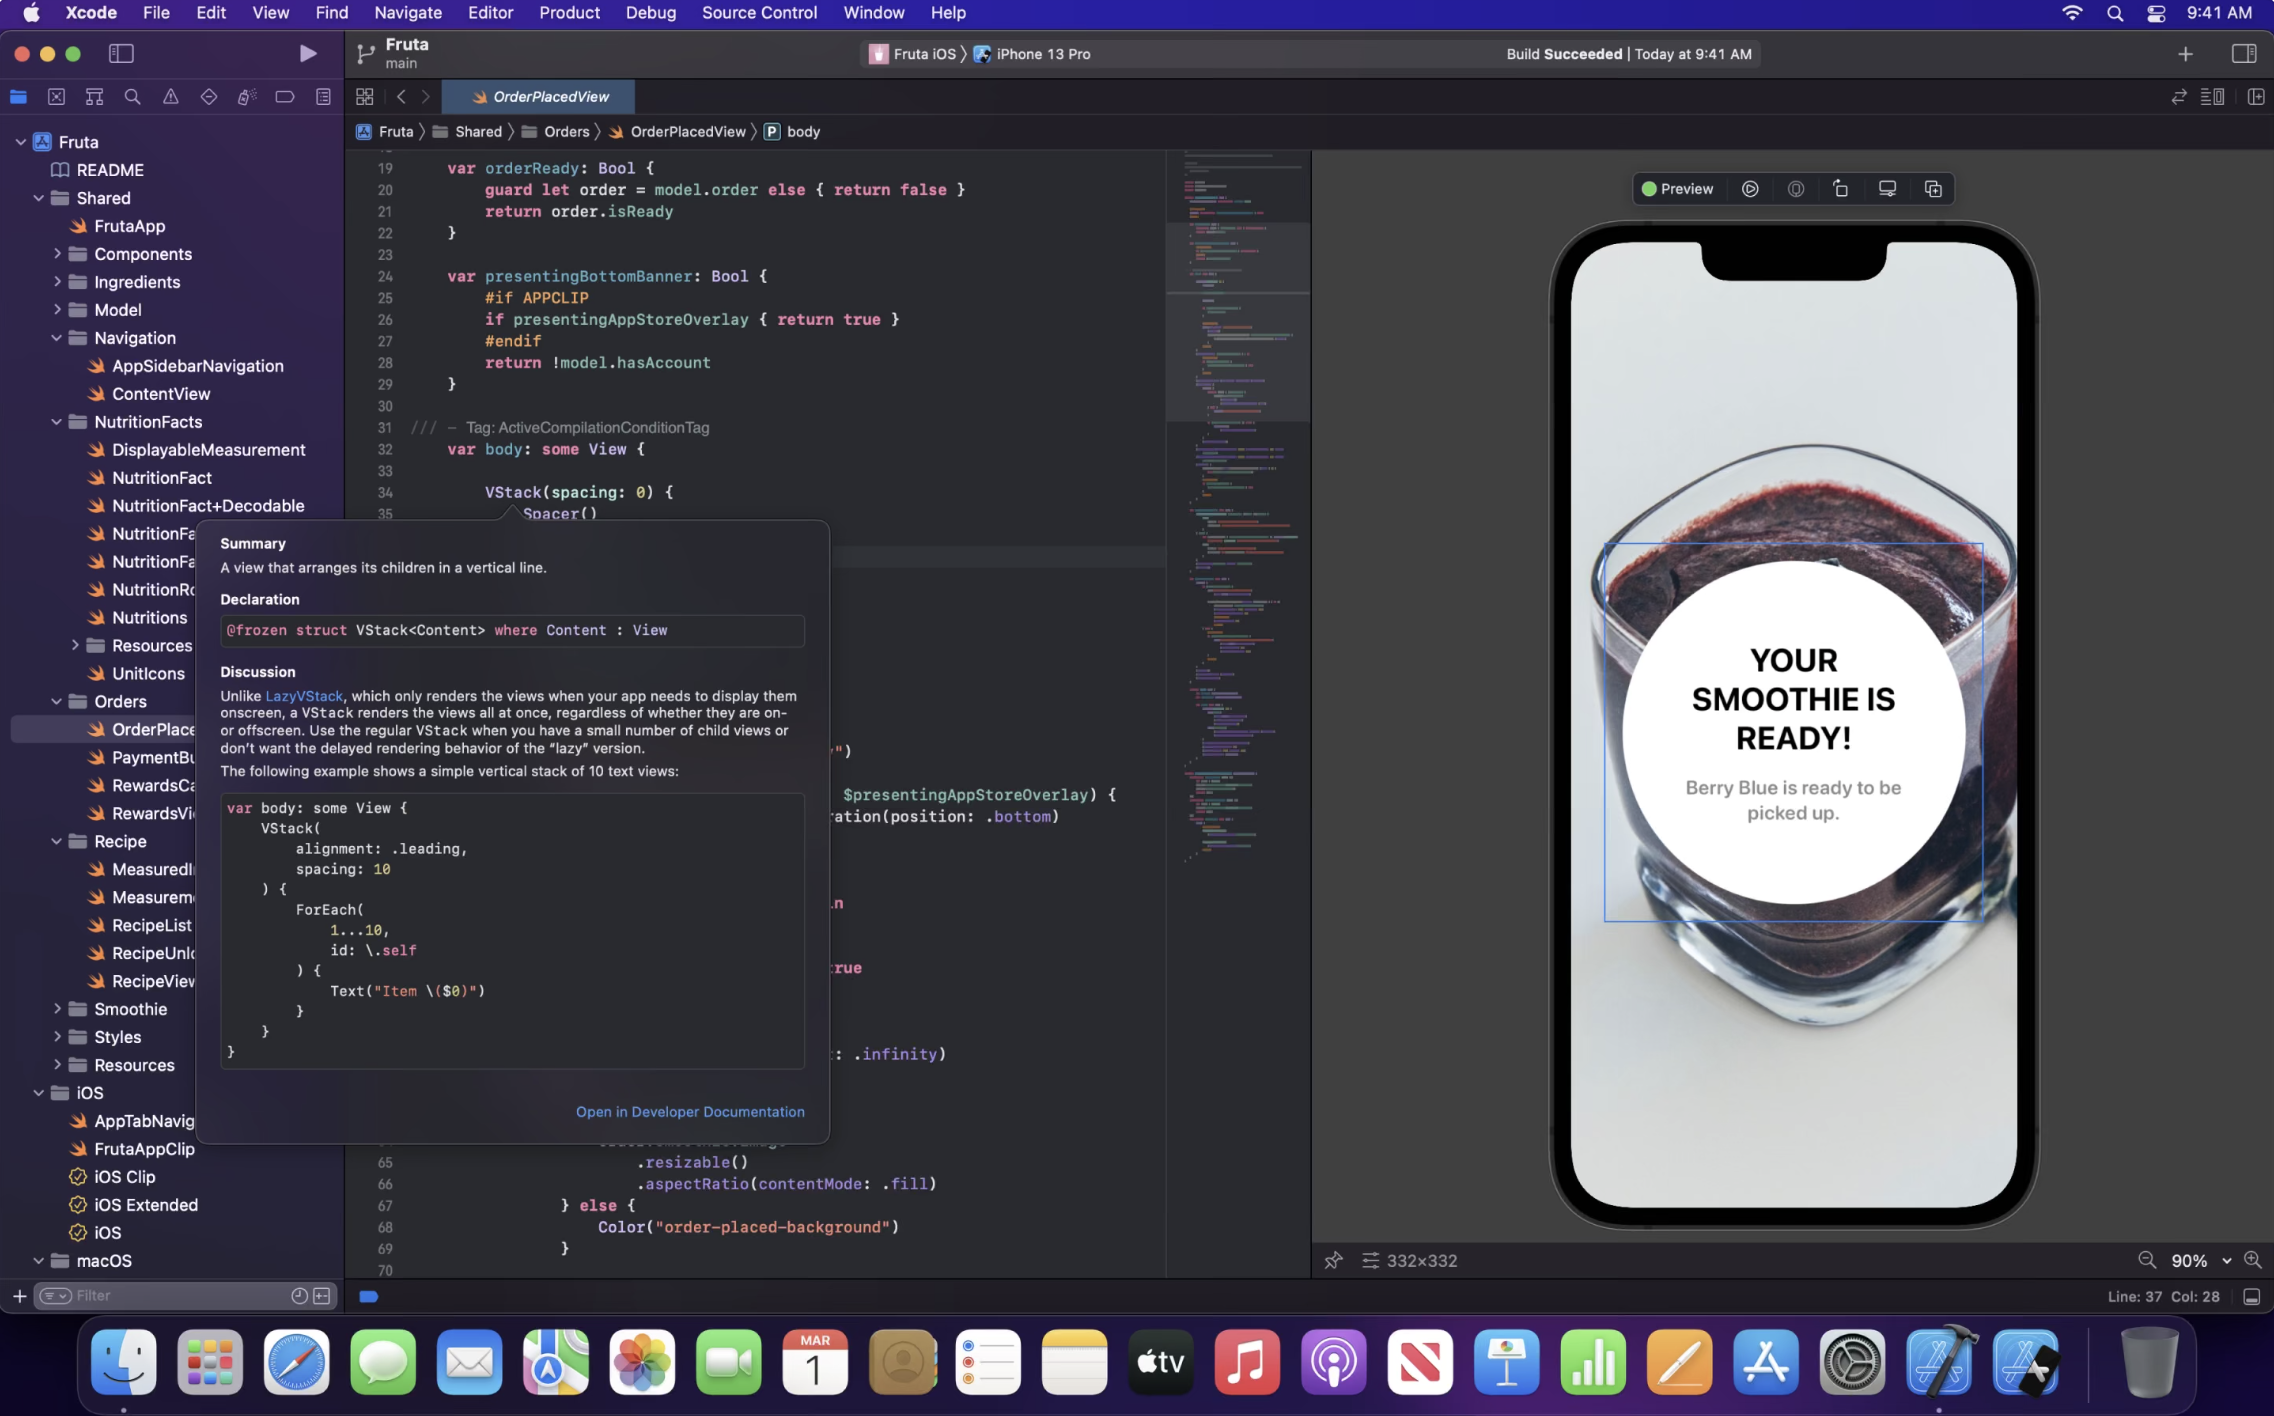 Xcode File Edit View Find Navigate Editor Product Debug Source Control Window Help 9:41 AM
Fruta
main
Fruta iOS 〉 iPhone 13 Pro
Build Succeeded | Today at 9:41 AM
OrderPlacedView
Fruta 〉 Shared 〉 Orders 〉 OrderPlacedView 〉 P body
Fruta
README
Shared
FrutaApp
Components
Ingredients
Model
Navigation
AppSidebarNavigation
ContentView
NutritionFacts
DisplayableMeasurement
NutritionFact
NutritionFact+Decodable
NutritionFa
NutritionFa
NutritionRo
Nutritions
Resources
UnitIcons
Orders
OrderPlace
PaymentBu
RewardsCa
RewardsVi
Recipe
MeasuredIn
Measurem
RecipeList
RecipeUnlo
RecipeView
Smoothie
Styles
Resources
iOS
AppTabNavig
FrutaAppClip
iOS Clip
iOS Extended
iOS
macOS
Filter
19 var orderReady: Bool {
20 guard let order = model.order else { return false }
21 return order.isReady
22 }
23
24 var presentingBottomBanner: Bool {
25 #if APPCLIP
26 if presentingAppStoreOverlay { return true }
27 #endif
28 return !model.hasAccount
29 }
30
31 /// - Tag: ActiveCompilationConditionTag
32 var body: some View {
33
34 VStack(spacing: 0) {
35 Spacer()
Summary
A view that arranges its children in a vertical line.
Declaration
@frozen struct VStack<Content> where Content : View
Discussion
Unlike LazyVStack, which only renders the views when your app needs to display them
onscreen, a VStack renders the views all at once, regardless of whether they are on-
or offscreen. Use the regular VStack when you have a small number of child views or
don't want the delayed rendering behavior of the “lazy” version.
The following example shows a simple vertical stack of 10 text views:
var body: some View {
VStack(
alignment: .leading,
spacing: 10
) {
ForEach(
1...10,
id: \.self
) {
Text("Item \($0)")
}
}
}
Open in Developer Documentation
")
$presentingAppStoreOverlay) {
ration(position: .bottom)
in
true
: .infinity)
65 .resizable()
66 .aspectRatio(contentMode: .fill)
67 } else {
68 Color("order-placed-background")
69 }
70
Preview
YOUR
SMOOTHIE IS
READY!
Berry Blue is ready to be
picked up.
332×332
90%
Line: 37 Col: 28
MAR
1
tv